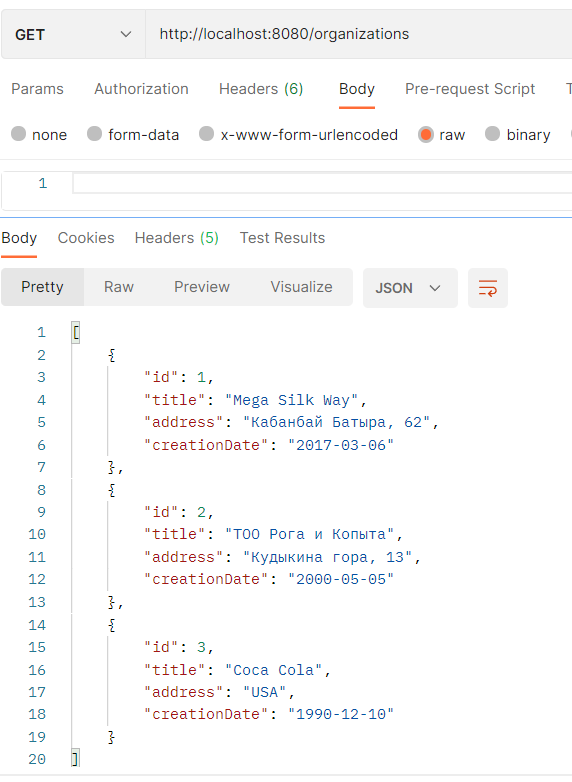 GET http://localhost:8080/organizations
Params Authorization Headers (6) Body Pre-request Script T
none form-data x-www-form-urlencoded raw binary
1
Body Cookies Headers (5) Test Results
Pretty Raw Preview Visualize JSON
1 [
2 {
3 "id": 1,
4 "title": "Mega Silk Way",
5 "address": "Кабанбай Батыра, 62",
6 "creationDate": "2017-03-06"
7 },
8 {
9 "id": 2,
10 "title": "ТОО Рога и Копыта",
11 "address": "Кудыкина гора, 13",
12 "creationDate": "2000-05-05"
13 },
14 {
15 "id": 3,
16 "title": "Coca Cola",
17 "address": "USA",
18 "creationDate": "1990-12-10"
19 }
20 ]